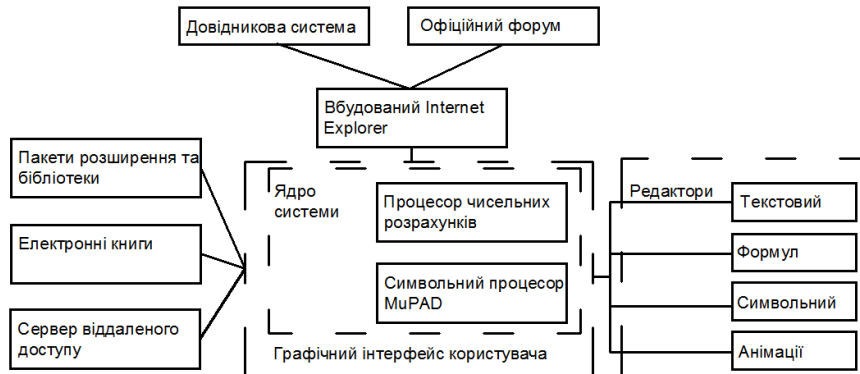 Довідникова система
Офіційний форум
Вбудований Internet
Explorer
Пакети розширення та
бібліотеки
Електронні книги
Сервер віддаленого
доступу
Ядро
системи
Процесор чисельних
розрахунків
Символьний процесор
MuPAD
Графічний інтерфейс користувача
Редактори
Текстовий
Формул
Символьний
Анімації